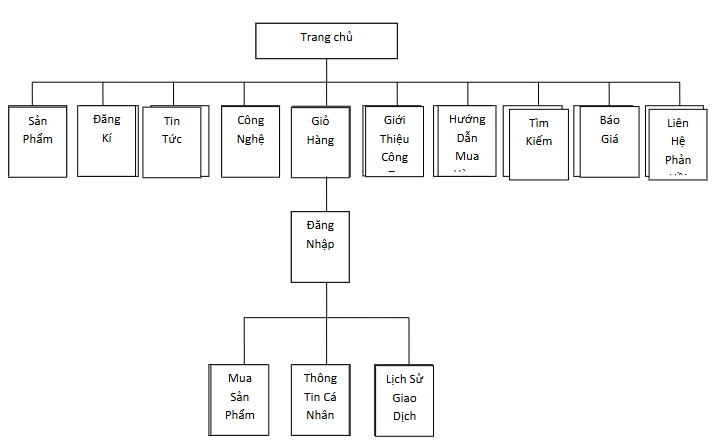 Trang chủ
Sản
Phẩm
Đăng
Kí
Tin
Tức
Công
Nghệ
Giỏ
Hàng
Giới
Thiệu
Công
Hướng
Dẫn
Mua
Tìm
Kiếm
Báo
Giá
Liên
Hệ
Phản
Đăng
Nhập
Mua
Sản
Phẩm
Thông
Tin Cá
Nhân
Lịch Sử
Giao
Dịch